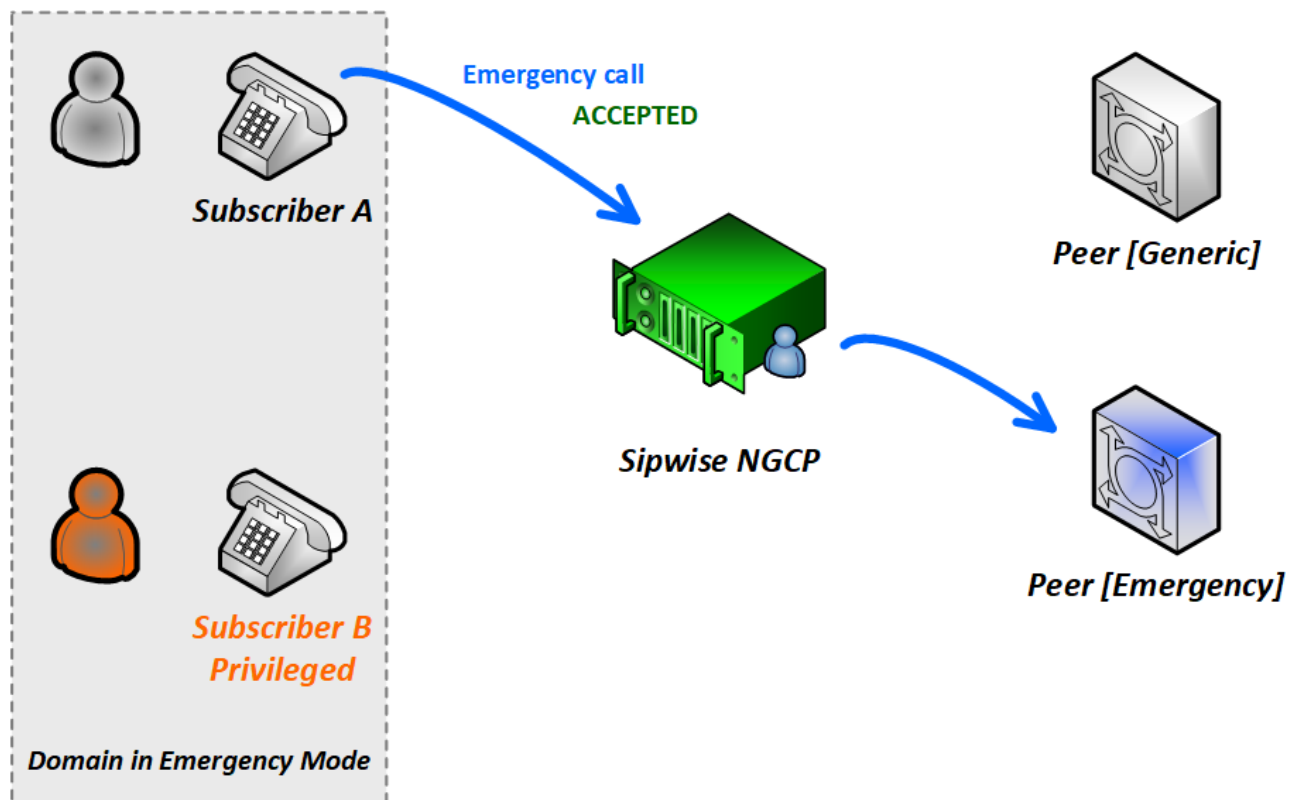 Emergency call
ACCEPTED
Subscriber A
Peer [Generic]
Sipwise NGCP
Peer [Emergency]
Subscriber B
Privileged
Domain in Emergency Mode